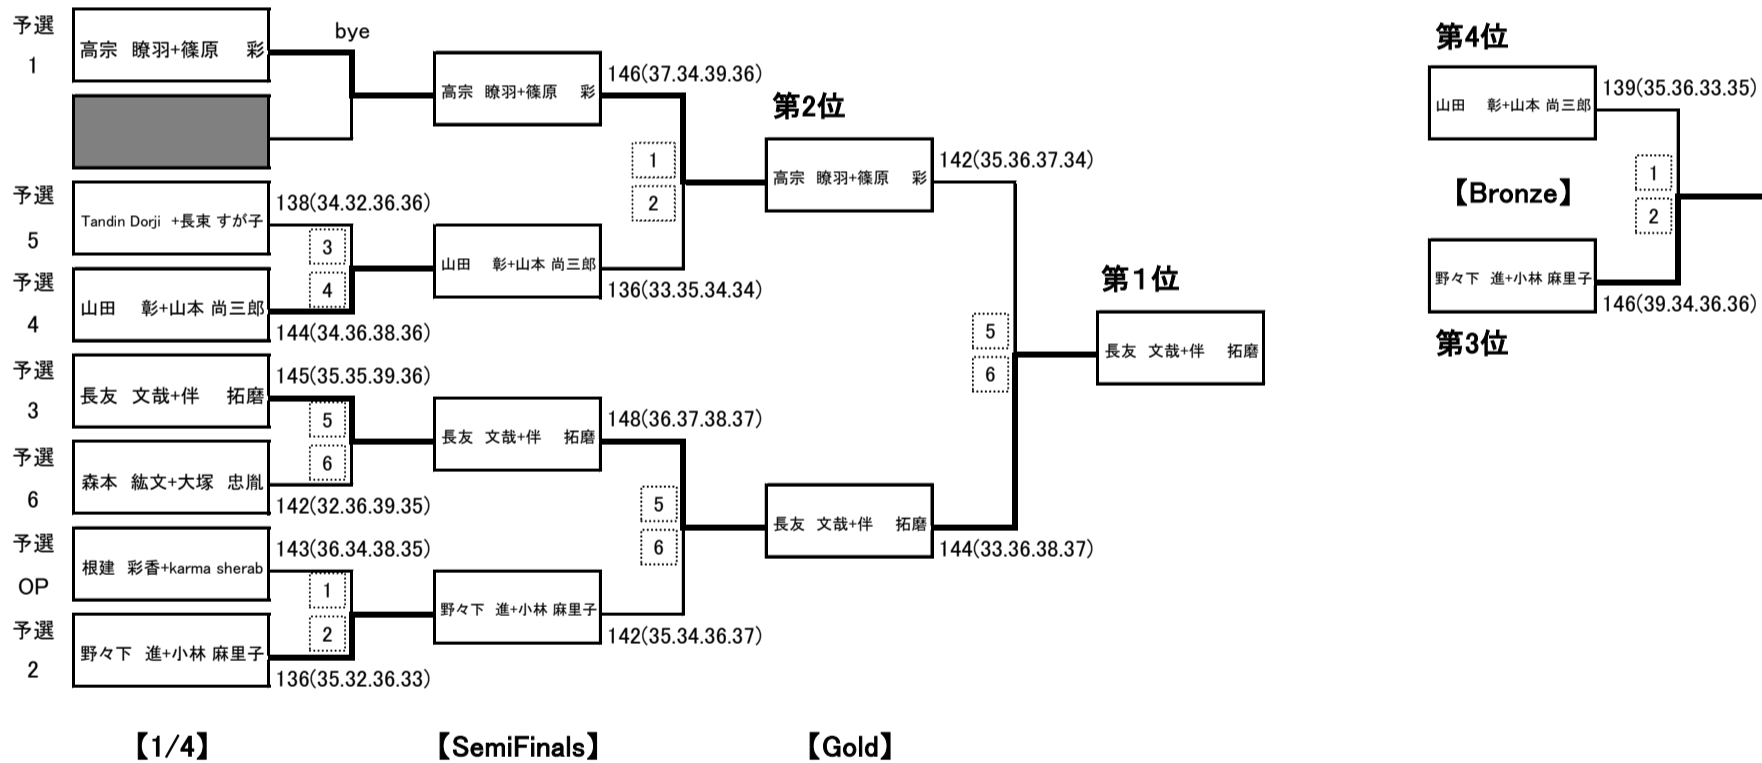 予選
1
高宗 瞭羽+篠原 彩
bye
高宗 瞭羽+篠原 彩
146(37.34.39.36)
第2位
高宗 瞭羽+篠原 彩
142(35.36.37.34)
1
2
予選
5
Tandin Dorji +長束 すが子
138(34.32.36.36)
3
4
山田 彰+山本 尚三郎
136(33.35.34.34)
予選
4
山田 彰+山本 尚三郎
144(34.36.38.36)
第1位
長友 文哉+伴 拓磨
5
6
予選
3
長友 文哉+伴 拓磨
145(35.35.39.36)
5
6
長友 文哉+伴 拓磨
148(36.37.38.37)
予選
6
森本 紘文+大塚 忠胤
142(32.36.39.35)
5
6
長友 文哉+伴 拓磨
144(33.36.38.37)
予選
OP
根建 彩香+karma sherab
143(36.34.38.35)
1
2
野々下 進+小林 麻里子
142(35.34.36.37)
予選
2
野々下 進+小林 麻里子
136(35.32.36.33)
【1/4】
【SemiFinals】
【Gold】
第4位
山田 彰+山本 尚三郎
139(35.36.33.35)
【Bronze】
1
2
野々下 進+小林 麻里子
146(39.34.36.36)
第3位